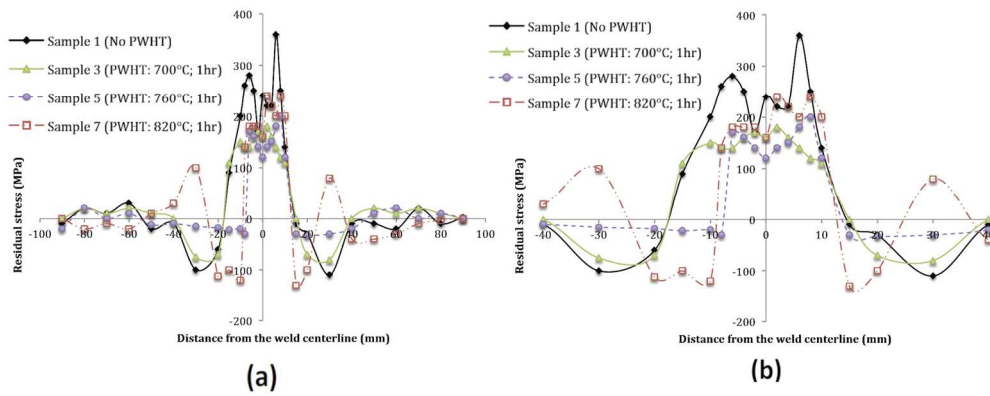 400
300
200
100
0
-100
-200
-100
-80
-60
-40
-20
0
20
40
60
80
100
Residual stress (MPa)
Distance from the weld centerline (mm)
Sample 1 (No PWHT)
Sample 3 (PWHT: 700°C; 1hr)
Sample 5 (PWHT: 760°C; 1hr)
Sample 7 (PWHT: 820°C; 1hr)
(a)
400
300
200
100
0
-100
-200
-40
-30
-20
-10
0
10
20
30
Residual stress (MPa)
Distance from the weld centerline (mm)
Sample 1 (No PWHT)
Sample 3 (PWHT: 700°C; 1hr)
Sample 5 (PWHT: 760°C; 1hr)
Sample 7 (PWHT: 820°C; 1hr)
(b)